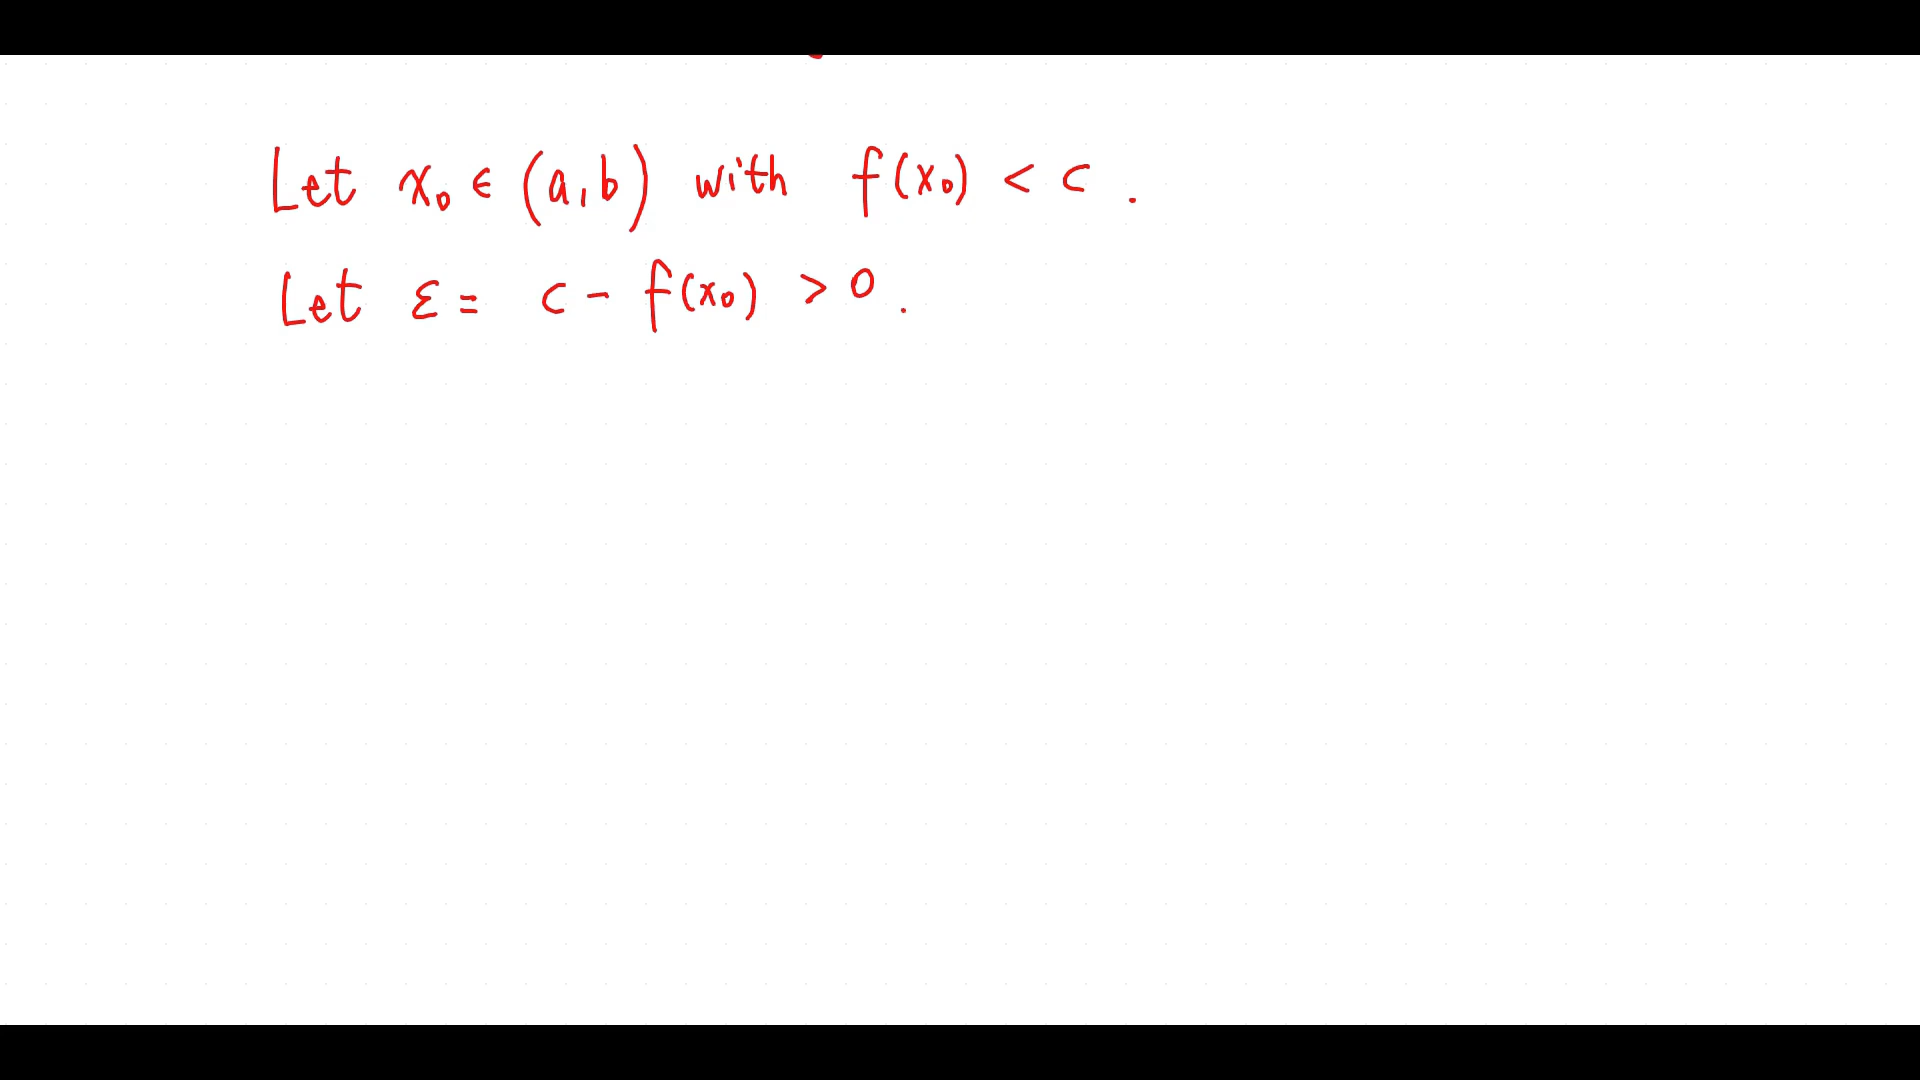 Let x₀ ∈ (a,b) with f(x₀) < c .
Let ε = c - f(x₀) > 0 .